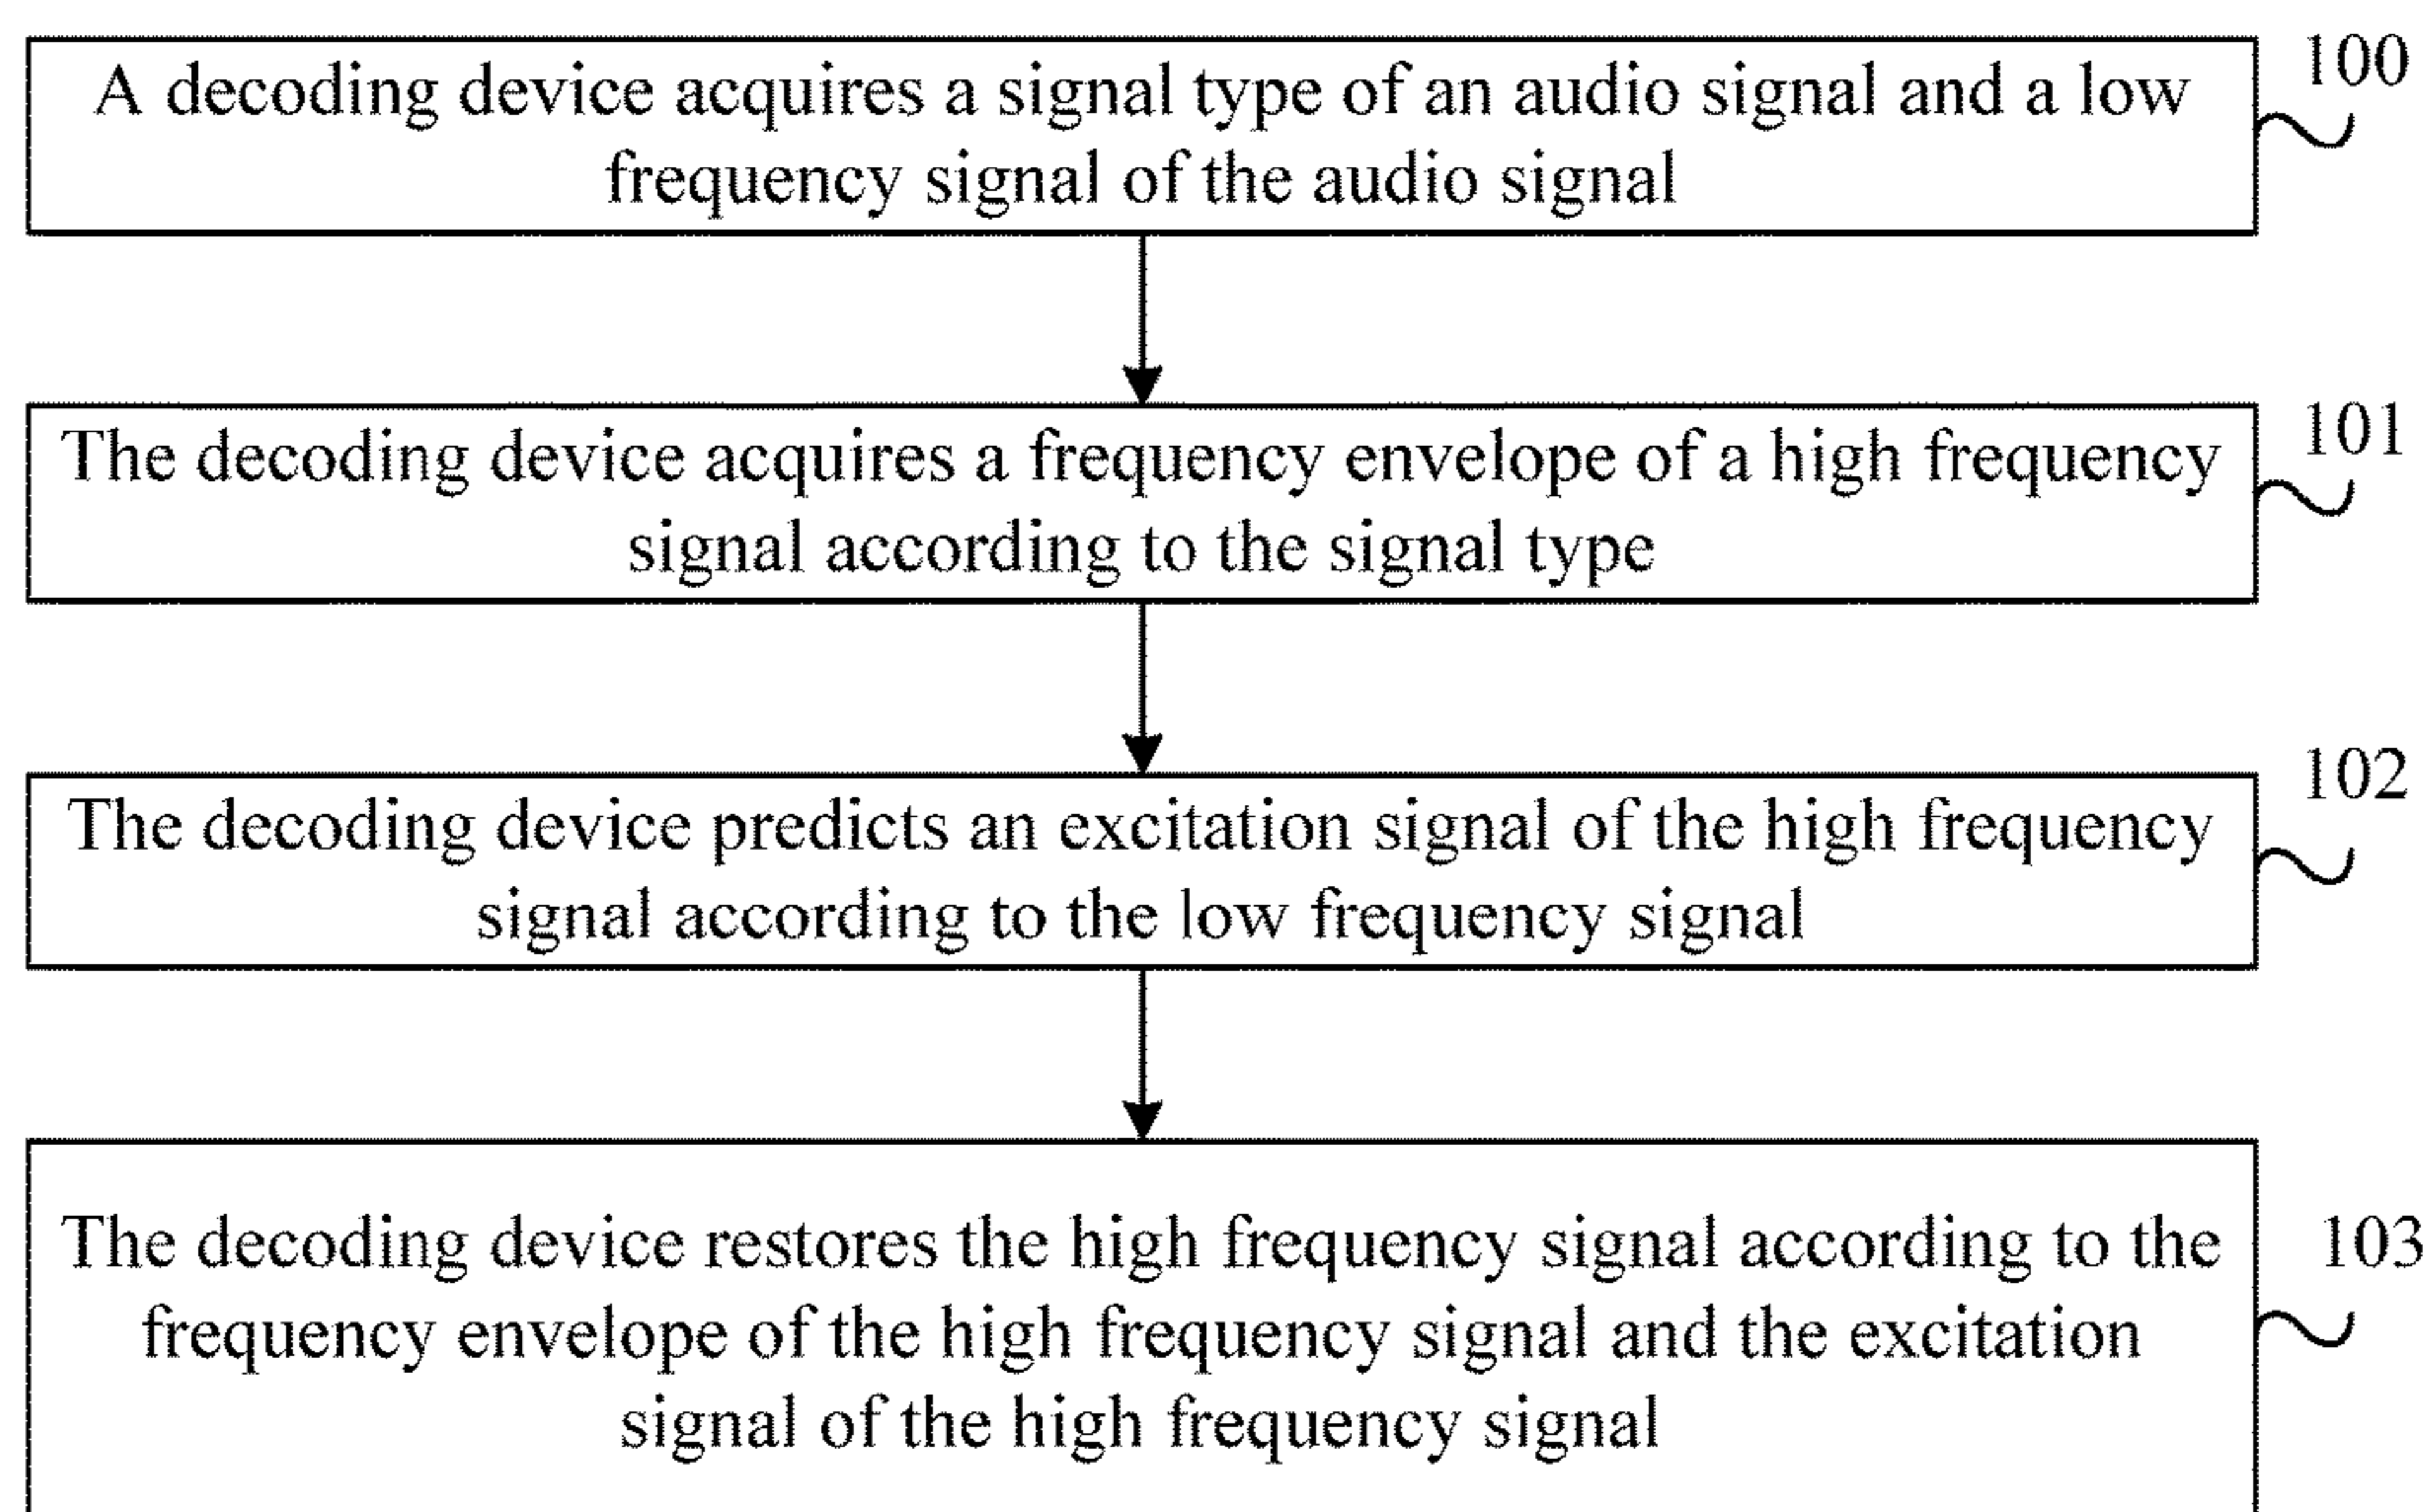 A decoding device acquires a signal type of an audio signal and a low
frequency signal of the audio signal
100
The decoding device acquires a frequency envelope of a high frequency
signal according to the signal type
101
The decoding device predicts an excitation signal of the high frequency
signal according to the low frequency signal
102
The decoding device restores the high frequency signal according to the
frequency envelope of the high frequency signal and the excitation
signal of the high frequency signal
103